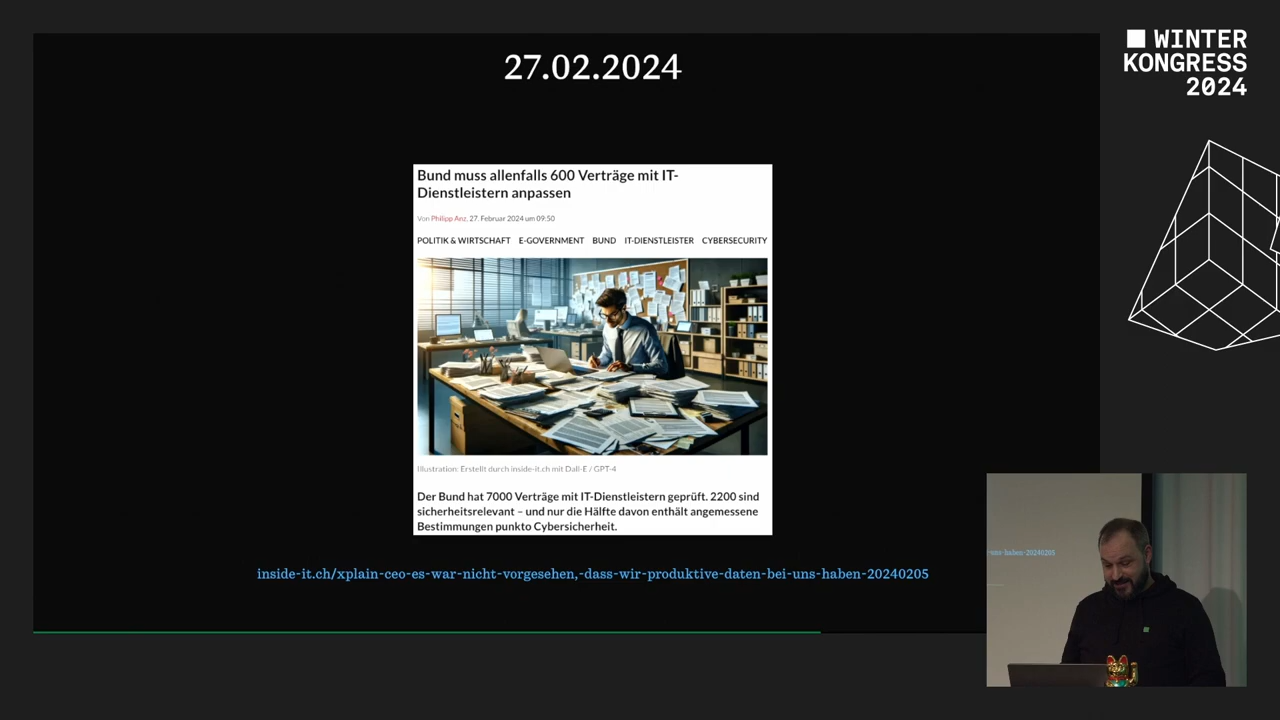 27.02.2024
WINTER
KONGRESS
2024
Bund muss allenfalls 600 Verträge mit IT-
Dienstleistern anpassen
Von Philipp Anz, 27. Februar 2024 um 09:50
POLITIK & WIRTSCHAFT E-GOVERNMENT BUND IT-DIENSTLEISTER CYBERSECURITY
Illustration: Erstellt durch inside-it.ch mit Dall-E / GPT-4
Der Bund hat 7000 Verträge mit IT-Dienstleistern geprüft. 2200 sind
sicherheitsrelevant – und nur die Hälfte davon enthält angemessene
Bestimmungen punkto Cybersicherheit.
inside-it.ch/xplain-ceo-es-war-nicht-vorgesehen,-dass-wir-produktive-daten-bei-uns-haben-20240205
-uns-haben-20240205